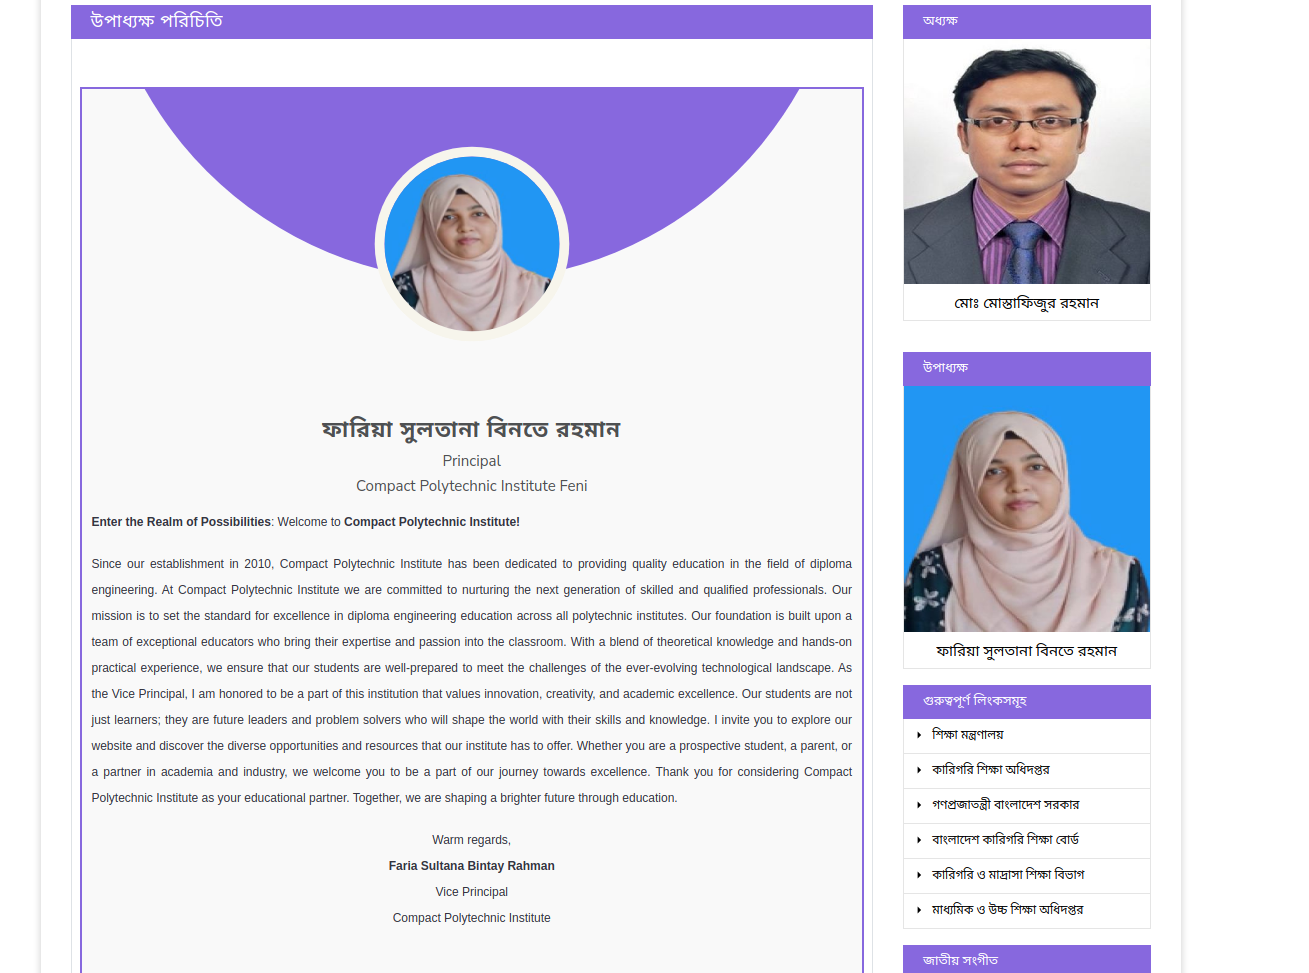 উপাধ্যক্ষ পরিচিতি
ফারিয়া সুলতানা বিনতে রহমান
Principal
Compact Polytechnic Institute Feni
Enter the Realm of Possibilities: Welcome to Compact Polytechnic Institute!
Since our establishment in 2010, Compact Polytechnic Institute has been dedicated to providing quality education in the field of diploma
engineering. At Compact Polytechnic Institute we are committed to nurturing the next generation of skilled and qualified professionals. Our
mission is to set the standard for excellence in diploma engineering education across all polytechnic institutes. Our foundation is built upon a
team of exceptional educators who bring their expertise and passion into the classroom. With a blend of theoretical knowledge and hands-on
practical experience, we ensure that our students are well-prepared to meet the challenges of the ever-evolving technological landscape. As
the Vice Principal, I am honored to be a part of this institution that values innovation, creativity, and academic excellence. Our students are not
just learners; they are future leaders and problem solvers who will shape the world with their skills and knowledge. I invite you to explore our
website and discover the diverse opportunities and resources that our institute has to offer. Whether you are a prospective student, a parent, or
a partner in academia and industry, we welcome you to be a part of our journey towards excellence. Thank you for considering Compact
Polytechnic Institute as your educational partner. Together, we are shaping a brighter future through education.
Warm regards,
Faria Sultana Bintay Rahman
Vice Principal
Compact Polytechnic Institute
অধ্যক্ষ
মোঃ মোস্তাফিজুর রহমান
উপাধ্যক্ষ
ফারিয়া সুলতানা বিনতে রহমান
গুরুত্বপূর্ণ লিংকসমূহ
শিক্ষা মন্ত্রণালয়
কারিগরি শিক্ষা অধিদপ্তর
গণপ্রজাতন্ত্রী বাংলাদেশ সরকার
বাংলাদেশ কারিগরি শিক্ষা বোর্ড
কারিগরি ও মাদ্রাসা শিক্ষা বিভাগ
মাধ্যমিক ও উচ্চ শিক্ষা অধিদপ্তর
জাতীয় সংগীত